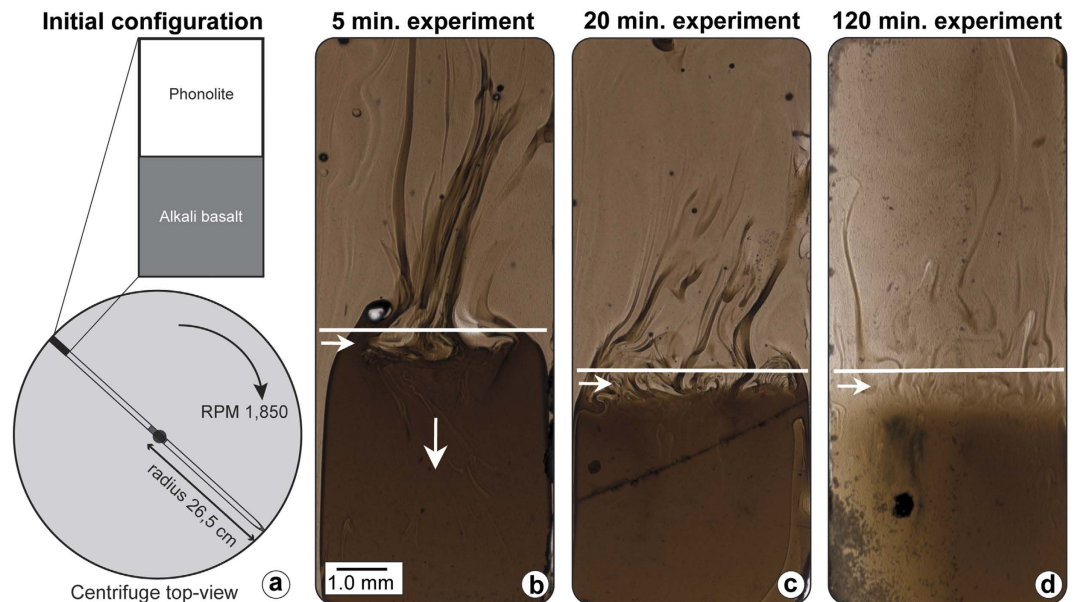 Initial configuration
Phonolite
Alkali basalt
RPM 1,850
radius 26,5 cm
Centrifuge top-view
a
5 min. experiment
1.0 mm
b
20 min. experiment
c
120 min. experiment
d